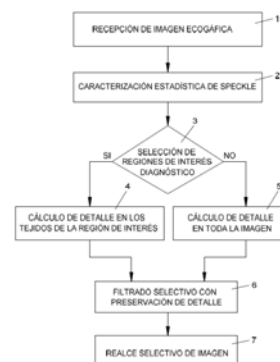 1
RECEPCIÓN DE IMAGEN ECOGÁFICA
2
CARACTERIZACIÓN ESTADÍSTICA DE SPECKLE
3
SELECCIÓN DE
REGIONES DE INTERÉS
DIAGNÓSTICO
SI
NO
4
5
CÁLCULO DE DETALLE EN LOS
TEJIDOS DE LA REGIÓN DE INTERÉS
CÁLCULO DE DETALLE
EN TODA LA IMAGEN
6
FILTRADO SELECTIVO CON
PRESERVACIÓN DE DETALLE
7
REALCE SELECTIVO DE IMAGEN